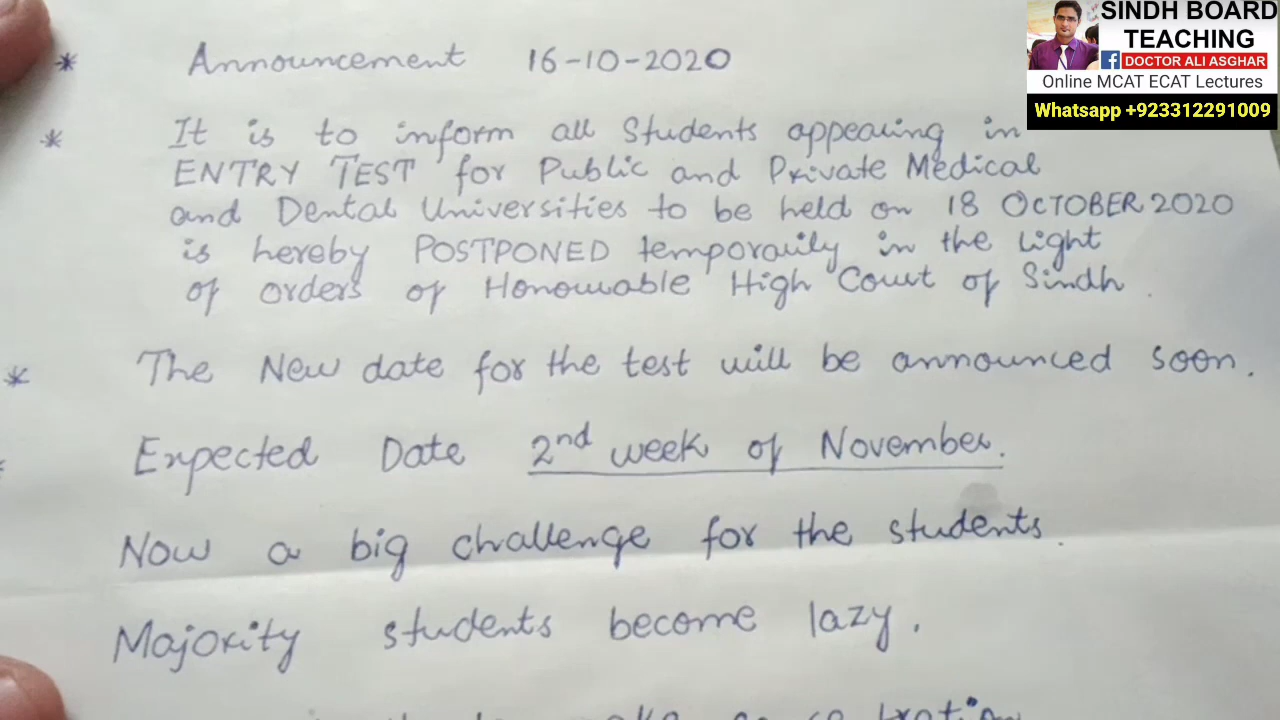 * Announcement 16-10-2020
* It is to inform all students appearing in
ENTRY TEST for Public and Private Medical
and Dental Universities to be held on 18 OCTOBER 2020
is hereby POSTPONED temporarily in the light
of orders of Honourable High Court of Sindh.
* The New date for the test will be announced soon.
Expected Date 2nd week of November.
Now a big challenge for the students.
Majority students become lazy.
SINDH BOARD
TEACHING
f DOCTOR ALI ASGHAR
Online MCAT ECAT Lectures
Whatsapp +923312291009